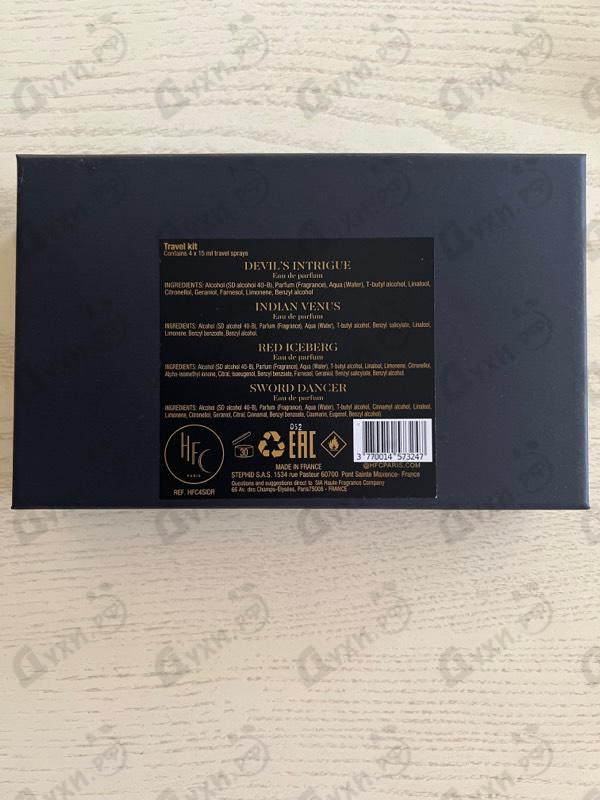 Travel kit
Contains 4 x 15 ml travel sprays
DEVIL'S INTRIGUE
Eau de parfum
INGREDIENTS: Alcohol (SD alcohol 40-B), Parfum (Fragrance), Aqua (Water), T-butyl alcohol, Linalool,
Citronellol, Geraniol, Farnesol, Limonene, Benzyl alcohol
INDIAN VENUS
Eau de parfum
INGREDIENTS: Alcohol (SD alcohol 40-B), Parfum (Fragrance), Aqua (Water), T-butyl alcohol, Benzyl salicylate, Linalool,
Limonene, Benzyl benzoate, Benzyl alcohol.
RED ICEBERG
Eau de parfum
INGREDIENTS: Alcohol (SD alcohol 40-B), Parfum (Fragrance), Aqua (Water), T-butyl alcohol, Linalool, Limonene, Citronellol,
Alpha-isomethyl ionone, Citral, Isoeugenol, Benzyl benzoate, Farnesol, Geraniol, Benzyl salicylate, Benzyl alcohol.
SWORD DANCER
Eau de parfum
INGREDIENTS: Alcohol (SD alcohol 40-B), Parfum (Fragrance), Aqua (Water), T-butyl alcohol, Cinnamyl alcohol, Linalool,
Limonene, Citronellol, Geraniol, Citral, Cinnamal, Benzyl benzoate, Coumarin, Eugenol, Benzyl alcohol)
052
HFC
PARIS
30
EAC
3 770014 573247
MADE IN FRANCE
@HFCPARIS.COM
STEPHID S.A.S. 1534 rue Pasteur 60700 Pont Sainte Maxence- France
Questions and suggestions direct to SIA Haute Fragrance Company
REF. HFC4SIDR
66 Av. des Champs-Elysées, Paris75008 - FRANCE
Духи.рф